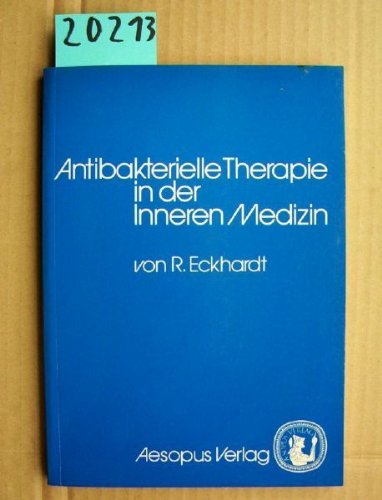 20213
Antibakterielle Therapie
in der
Inneren Medizin
von R. Eckhardt
Aesopus Verlag